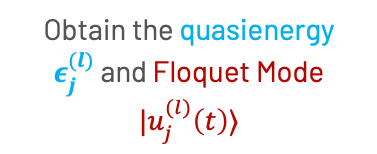 Obtain the quasienergy
ϵ_j^(l) and Floquet Mode
|u_j^(l)(t)⟩